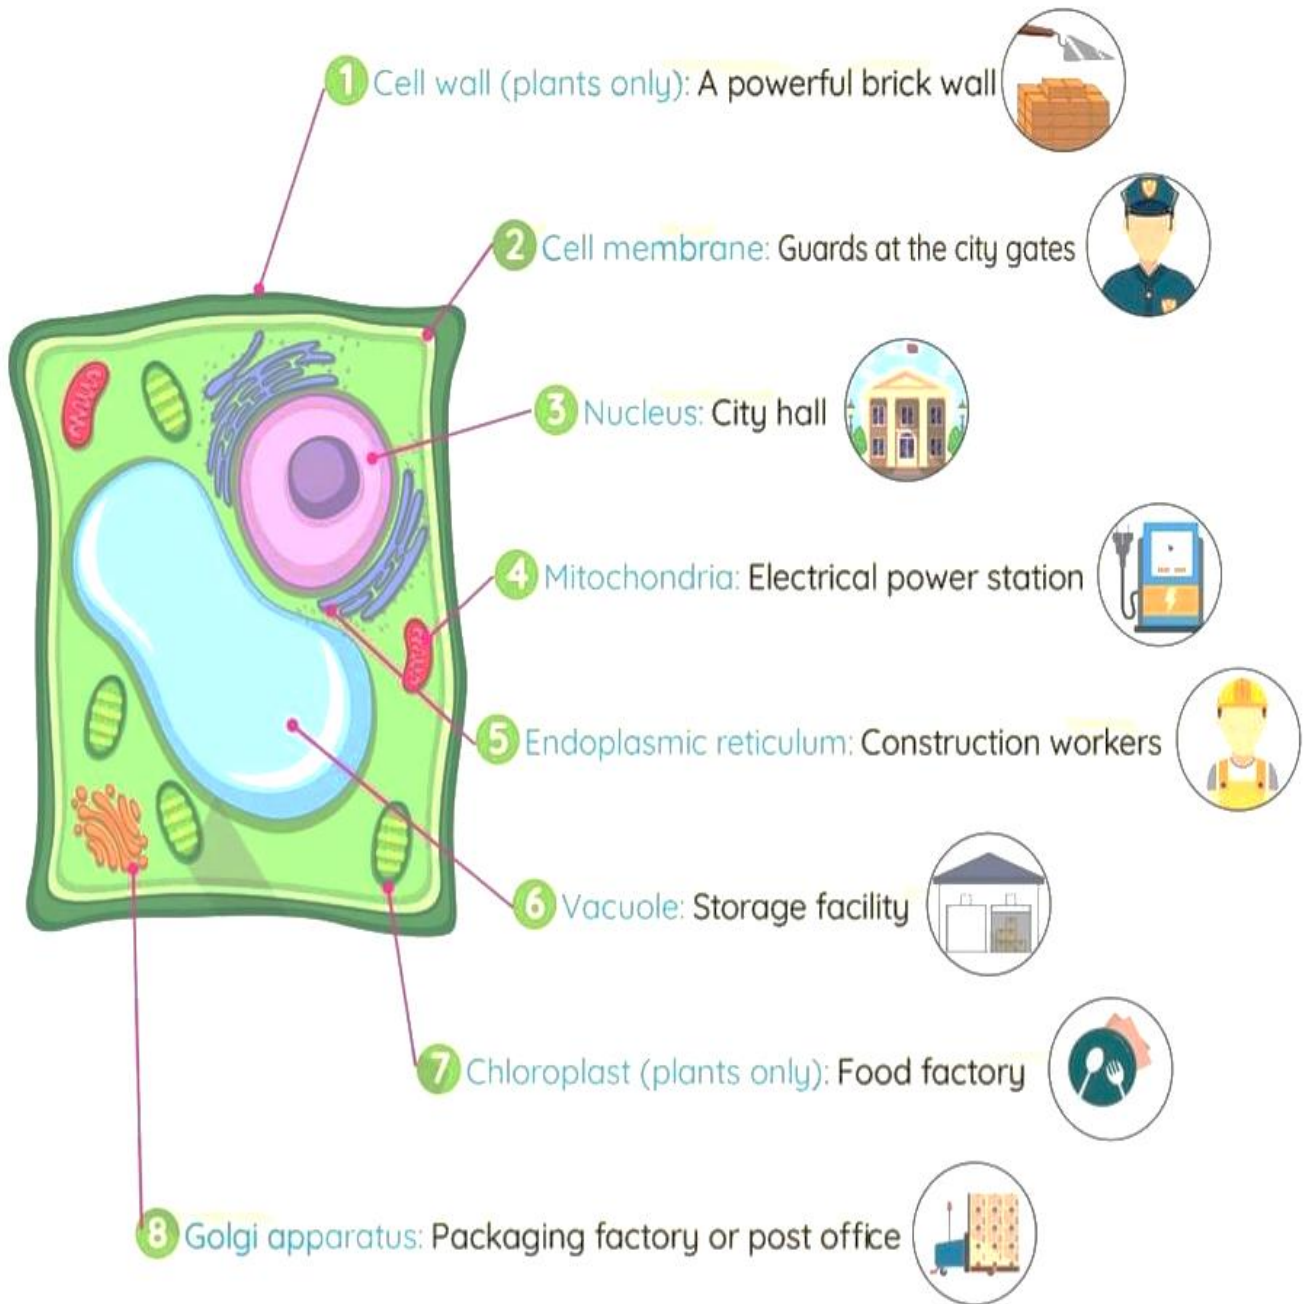 1 Cell wall (plants only): A powerful brick wall
2 Cell membrane: Guards at the city gates
3 Nucleus: City hall
4 Mitochondria: Electrical power station
5 Endoplasmic reticulum: Construction workers
6 Vacuole: Storage facility
7 Chloroplast (plants only): Food factory
8 Golgi apparatus: Packaging factory or post office